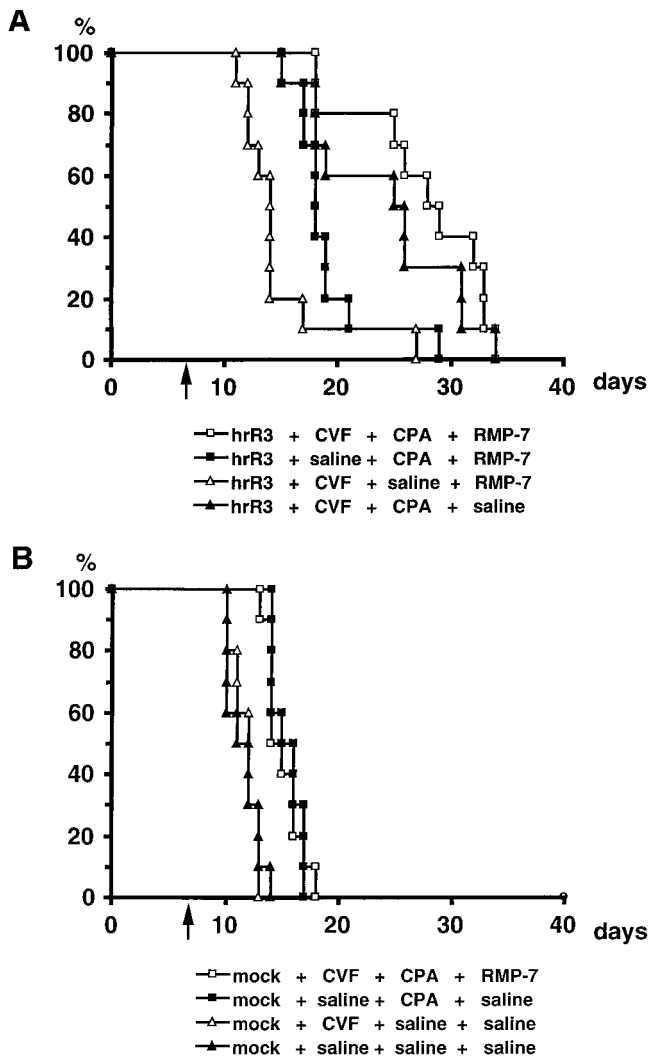 A
%
100
80
60
40
20
0
0 10 20 30 40 days
hrR3 + CVF + CPA + RMP-7
hrR3 + saline + CPA + RMP-7
hrR3 + CVF + saline + RMP-7
hrR3 + CVF + CPA + saline
B
%
100
80
60
40
20
0
0 10 20 30 40 days
mock + CVF + CPA + RMP-7
mock + saline + CPA + saline
mock + CVF + saline + saline
mock + saline + saline + saline